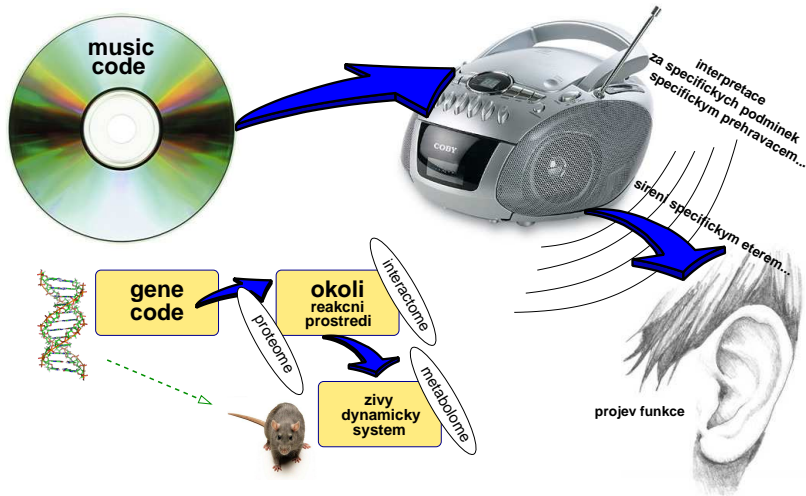 music
code
COBY
interpretace
za specifickych podminek
specifickym prehravacem...
sireni specifickym eterem...
gene
code
okoli
reakcni
prostredi
interactome
proteome
zivy
dynamicky
system
metabolome
projev funkce